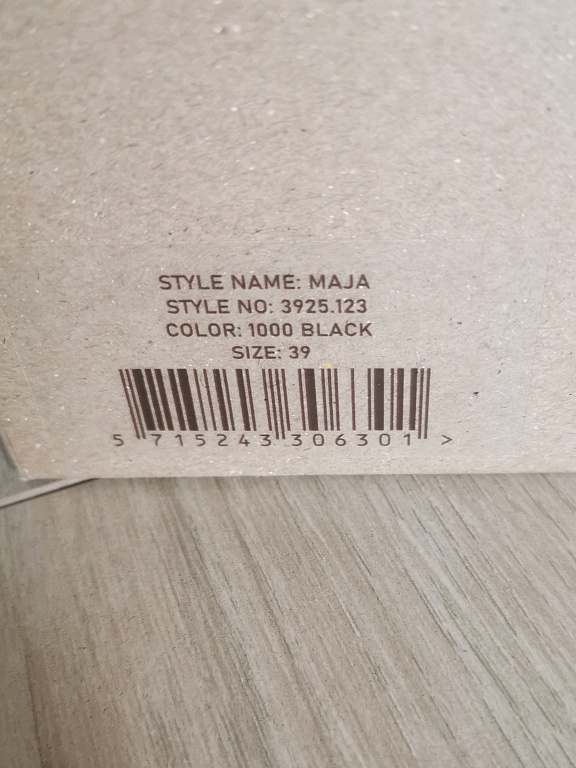 STYLE NAME: MAJA
STYLE NO: 3925.123
COLOR: 1000 BLACK
SIZE: 39
5 715243 306301 >